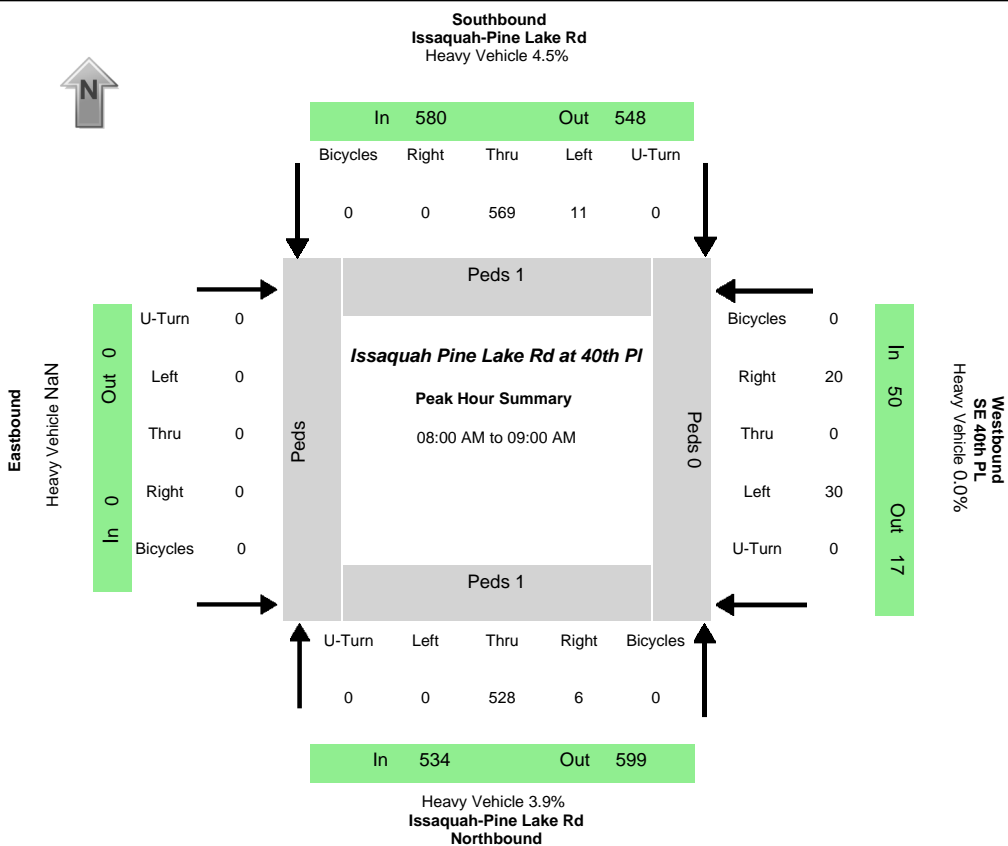 Southbound
Issaquah-Pine Lake Rd
Heavy Vehicle 4.5%
N
In 580 Out 548
Bicycles Right Thru Left U-Turn
0 0 569 11 0
Peds 1
Eastbound
Heavy Vehicle NaN
Out 0
In 0
U-Turn 0
Left 0
Thru 0
Right 0
Bicycles 0
Peds
Issaquah Pine Lake Rd at 40th Pl
Peak Hour Summary
08:00 AM to 09:00 AM
Peds 0
Bicycles 0
Right 20
Thru 0
Left 30
U-Turn 0
In 50
Out 17
Westbound
SE 40th PL
Heavy Vehicle 0.0%
Peds 1
U-Turn Left Thru Right Bicycles
0 0 528 6 0
In 534 Out 599
Heavy Vehicle 3.9%
Issaquah-Pine Lake Rd
Northbound